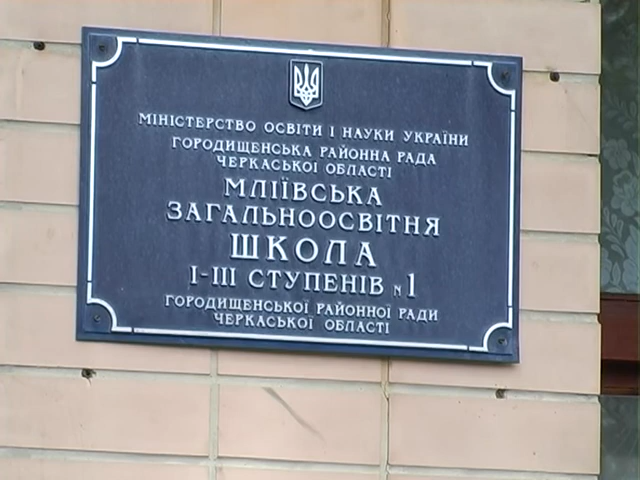 МІНІСТЕРСТВО ОСВІТИ І НАУКИ УКРАЇНИ
ГОРОДИЩЕНСЬКА РАЙОННА РАДА
ЧЕРКАСЬКОЇ ОБЛАСТІ
МЛІЇВСЬКА
ЗАГАЛЬНООСВІТНЯ
ШКОЛА
І-ІІІ СТУПЕНІВ №1
ГОРОДИЩЕНСЬКОЇ РАЙОННОЇ РАДИ
ЧЕРКАСЬКОЇ ОБЛАСТІ